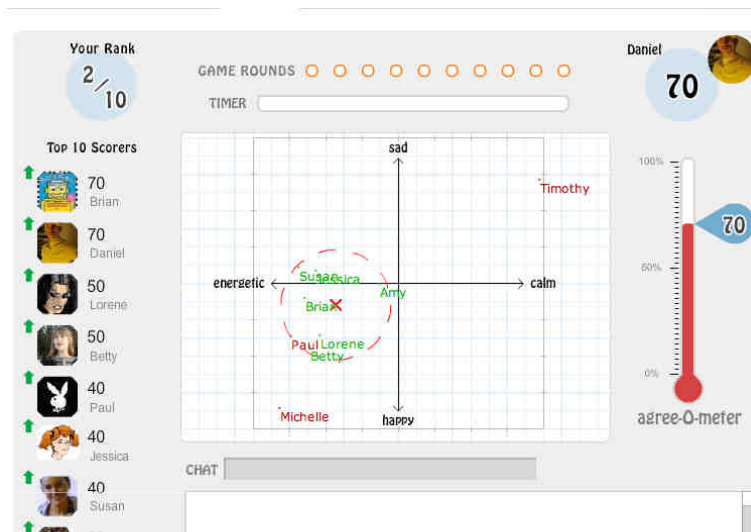 Your Rank
2/10
GAME ROUNDS
TIMER
Daniel
70
Top 10 Scorers
70
Brian
70
Daniel
50
Lorene
50
Betty
40
Paul
40
Jessica
40
Susan
sad
Timothy
energetic
calm
Susan
Jessica
Amy
Brian
Paul
Lorene
Betty
Michelle
happy
100%
70
50%
0%
agree-O-meter
CHAT